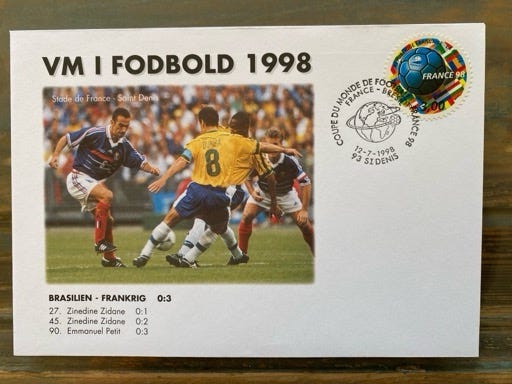 VM I FODBOLD 1998
Stade de France - Saint Denis
FRANCE 98
3,00
COUPE DU MONDE DE FOOTBALL FRANCE 98
FRANCE - BRESIL
12-7-1998
93 ST DENIS
8
BRASILIEN - FRANKRIG 0:3
27. Zinedine Zidane 0:1
45. Zinedine Zidane 0:2
90. Emmanuel Petit 0:3